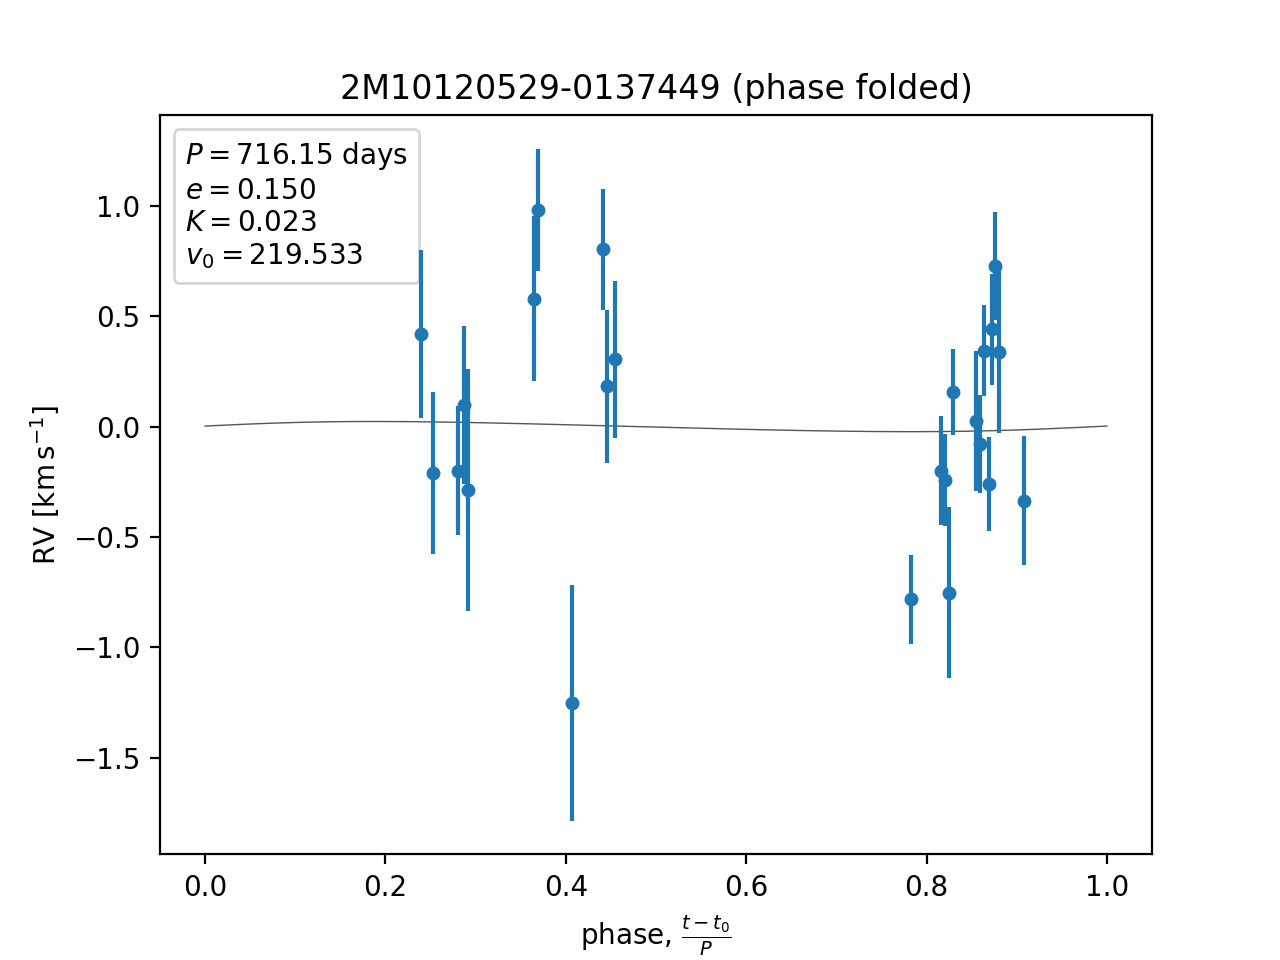 2M10120529-0137449 (phase folded)
P = 716.15 days
e = 0.150
K = 0.023
v₀ = 219.533
1.0
0.5
0.0
−0.5
−1.0
−1.5
RV [km s⁻¹]
0.0 0.2 0.4 0.6 0.8 1.0
phase, (t − t₀)/P